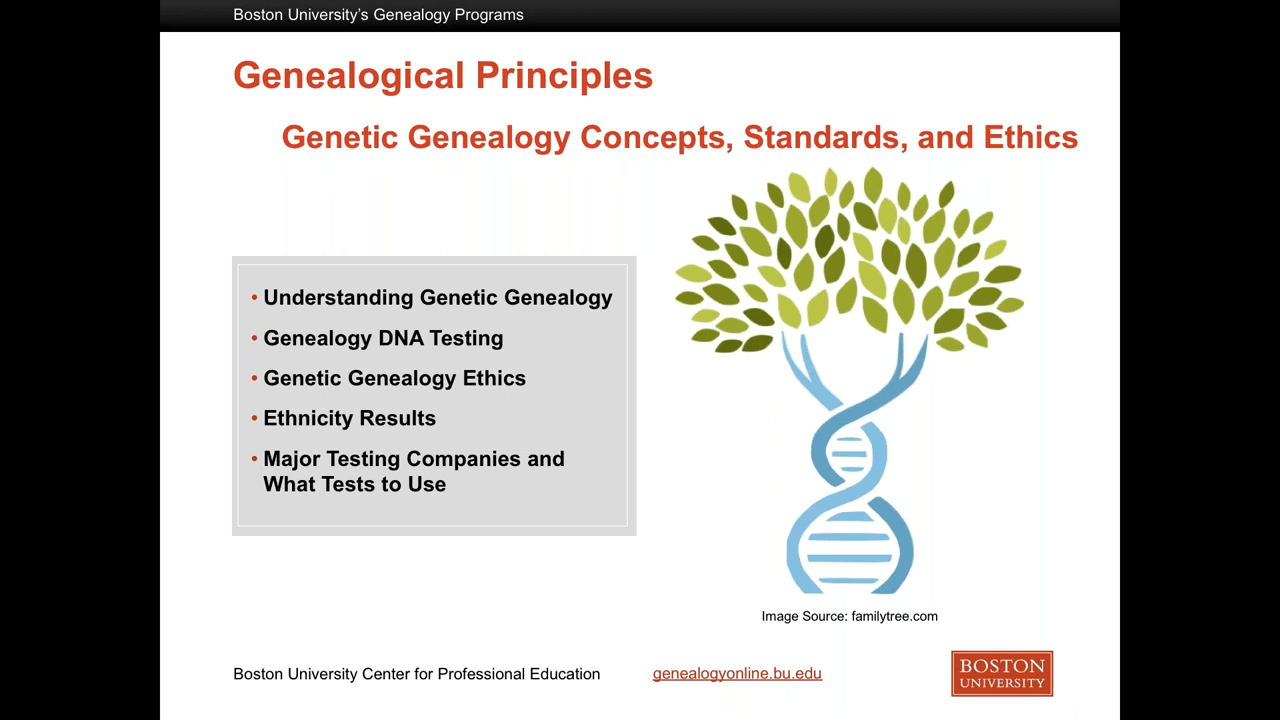 Boston University’s Genealogy Programs
Genealogical Principles
Genetic Genealogy Concepts, Standards, and Ethics
• Understanding Genetic Genealogy
• Genealogy DNA Testing
• Genetic Genealogy Ethics
• Ethnicity Results
• Major Testing Companies and
What Tests to Use
Image Source: familytree.com
Boston University Center for Professional Education
genealogyonline.bu.edu
BOSTON
UNIVERSITY